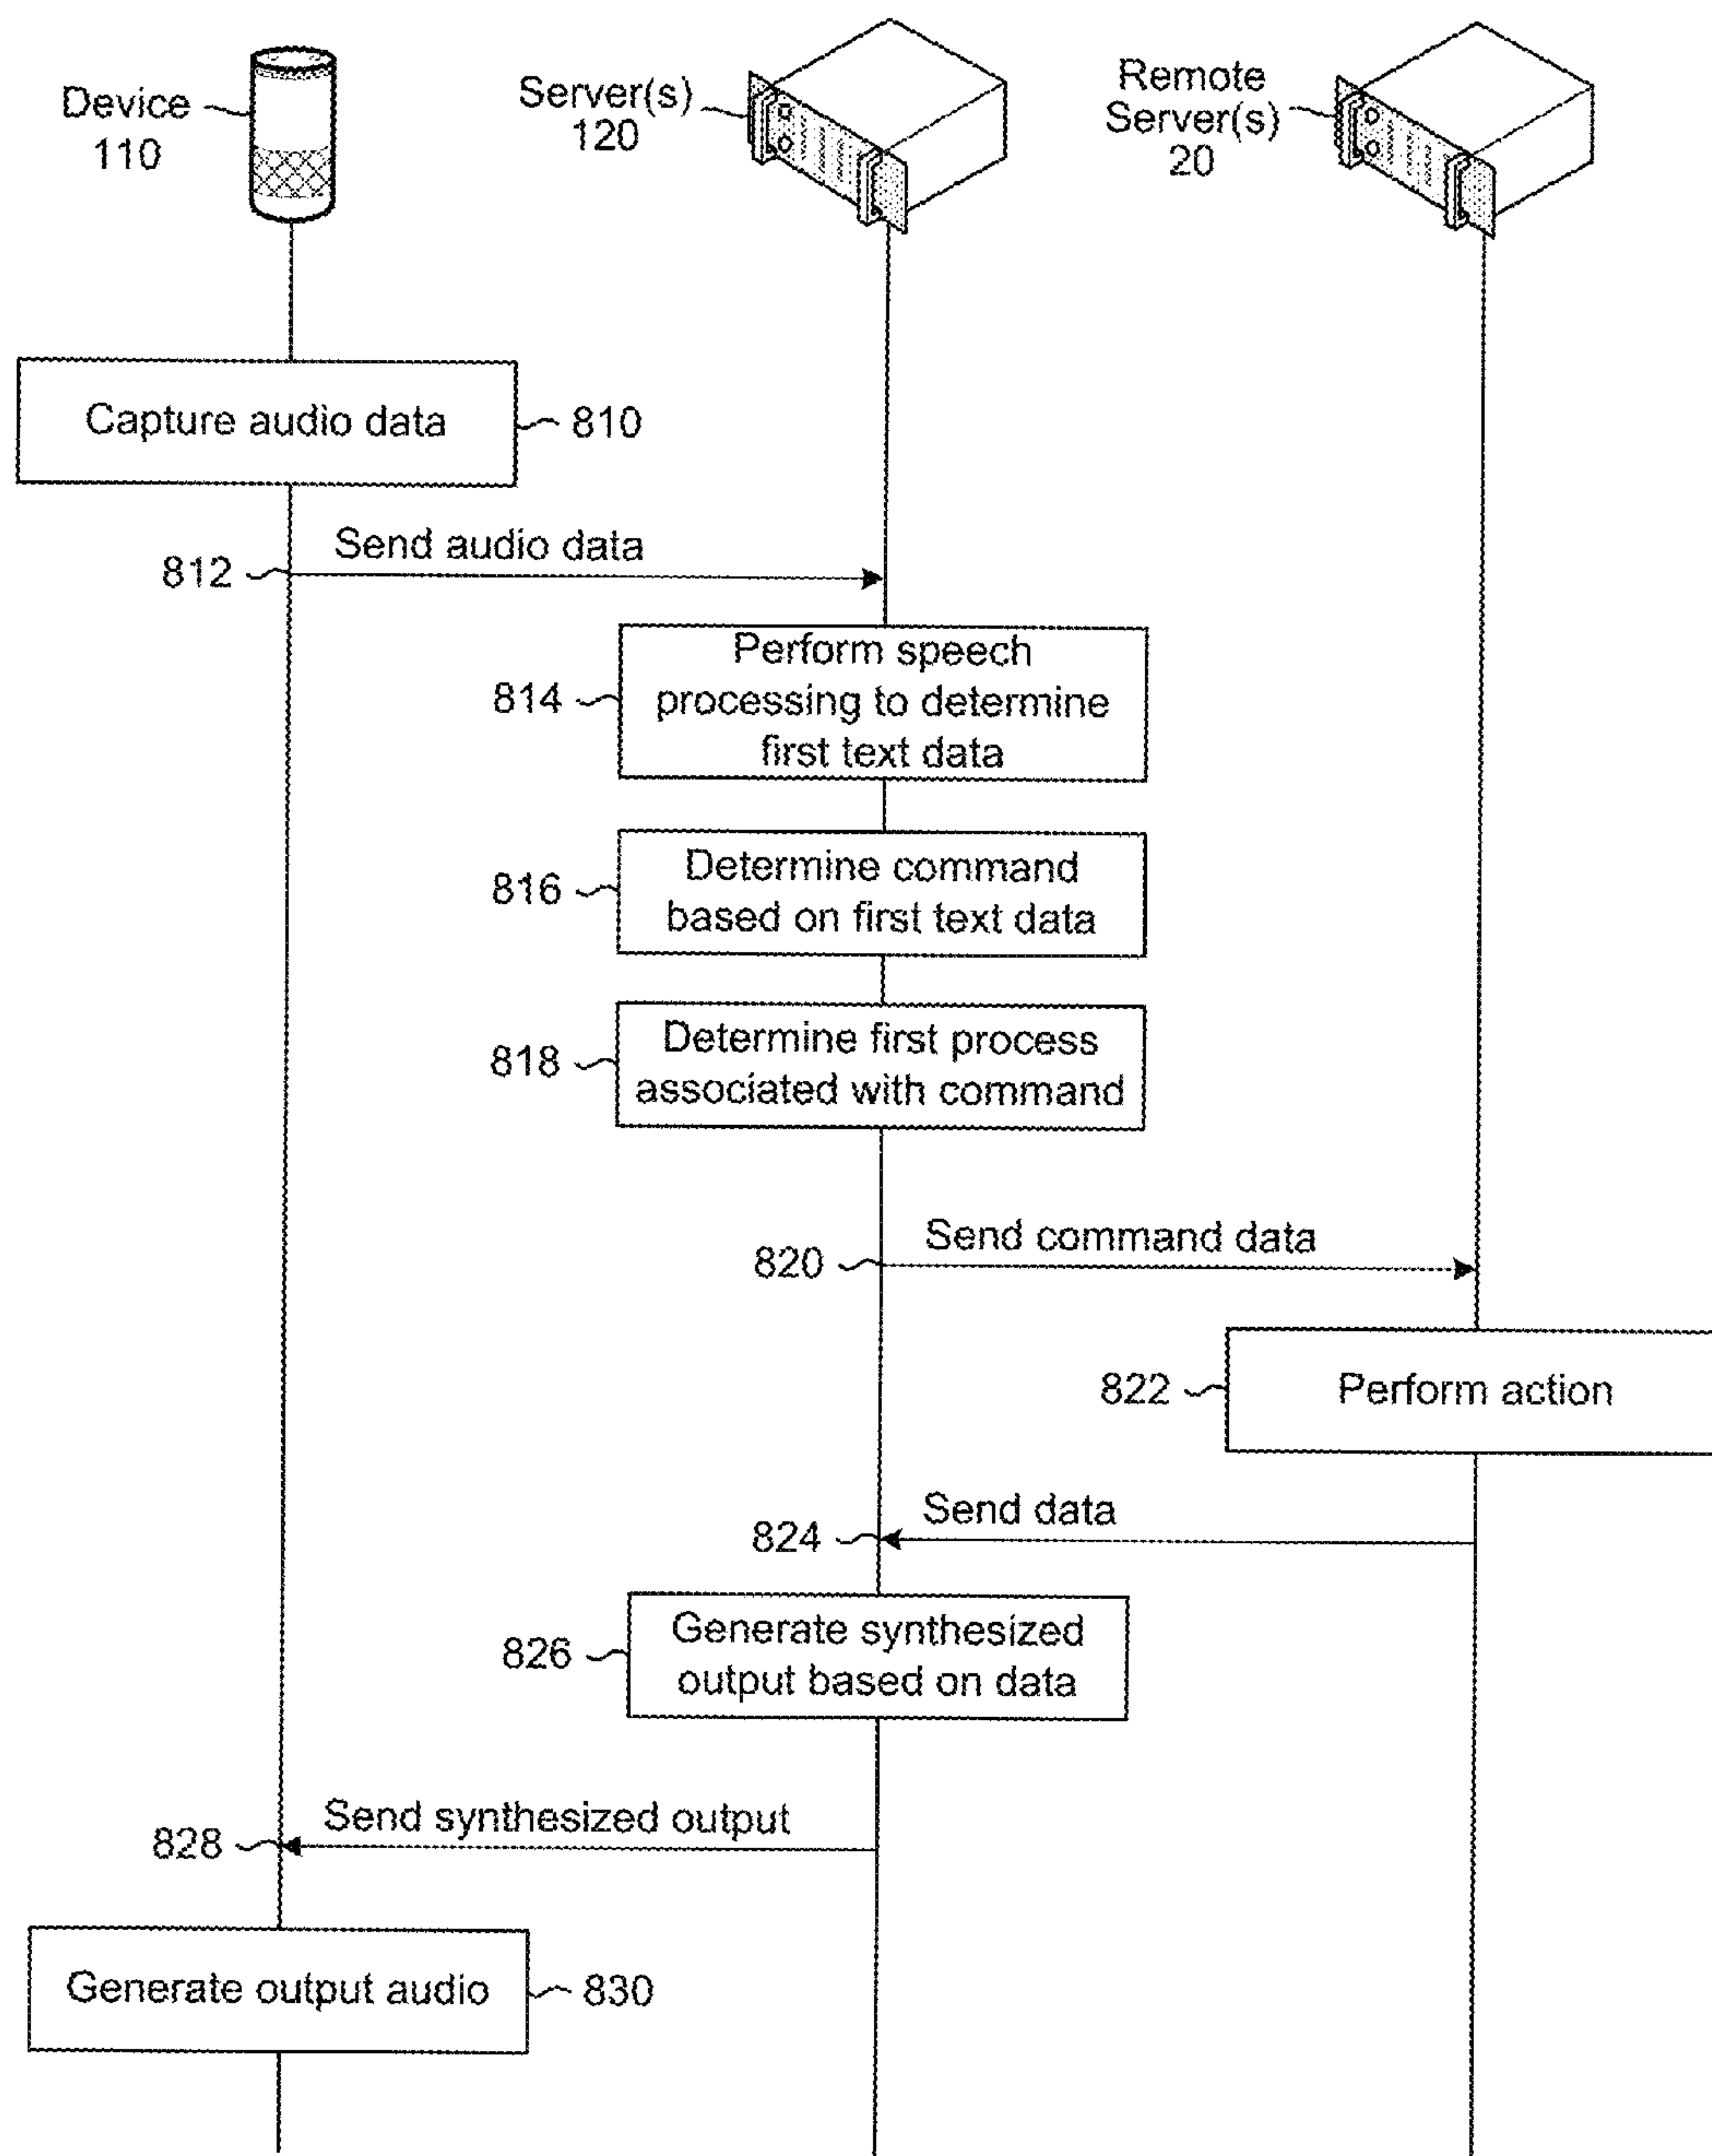 Device
110
Server(s)
120
Remote
Server(s)
20
Capture audio data
810
Send audio data
812
Perform speech
processing to determine
first text data
814
Determine command
based on first text data
816
Determine first process
associated with command
818
Send command data
820
Perform action
822
Send data
824
Generate synthesized
output based on data
826
Send synthesized output
828
Generate output audio
830